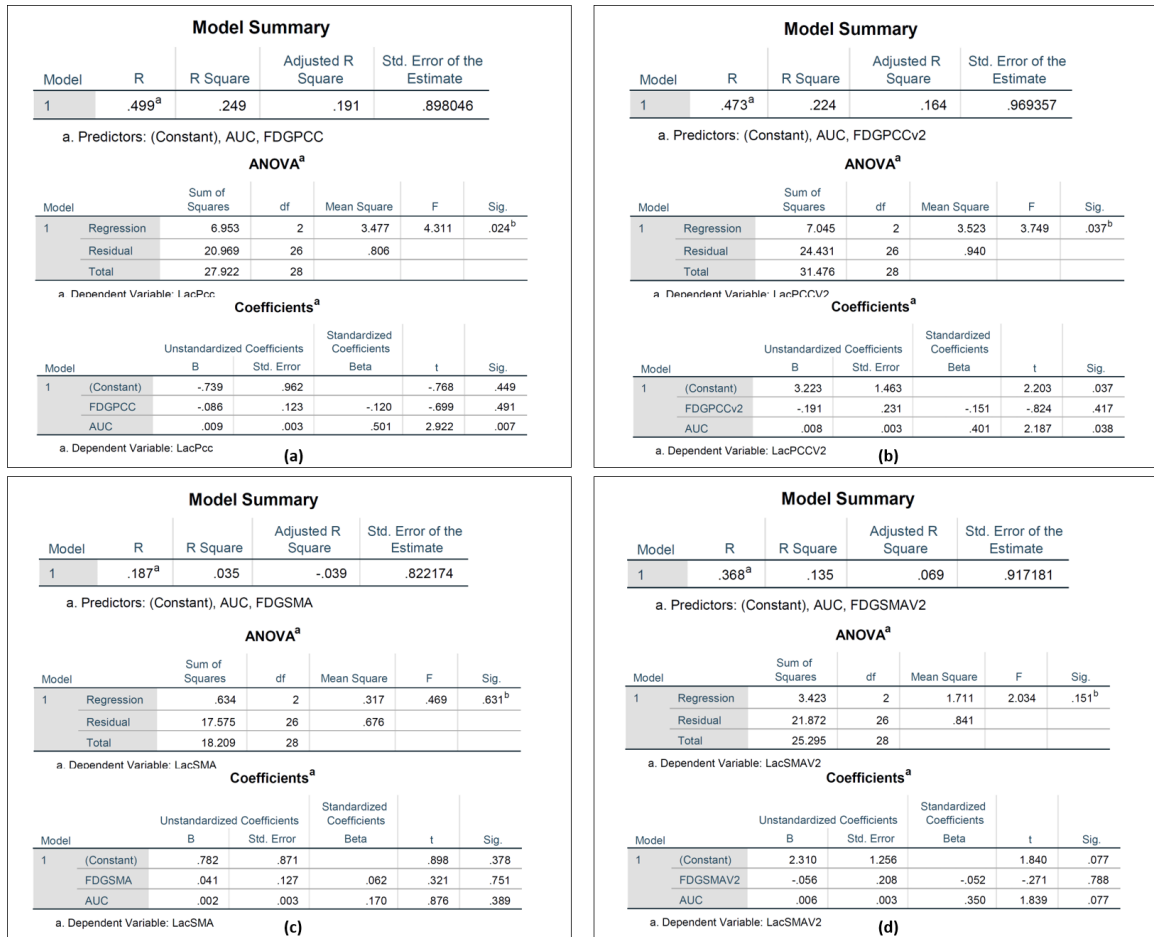 Model Summary
Model R R Square Adjusted R Square Std. Error of the Estimate
1 .499a .249 .191 .898046
a. Predictors: (Constant), AUC, FDGPCC
ANOVAa
Model Sum of Squares df Mean Square F Sig.
1 Regression 6.953 2 3.477 4.311 .024b
Residual 20.969 26 .806
Total 27.922 28
a. Dependent Variable: LacPcc
Coefficientsa
Unstandardized Coefficients Standardized Coefficients
Model B Std. Error Beta t Sig.
1 (Constant) -.739 .962 -.768 .449
FDGPCC -.086 .123 -.120 -.699 .491
AUC .009 .003 .501 2.922 .007
a. Dependent Variable: LacPcc
(a)
Model Summary
Model R R Square Adjusted R Square Std. Error of the Estimate
1 .473a .224 .164 .969357
a. Predictors: (Constant), AUC, FDGPCCv2
ANOVAa
Model Sum of Squares df Mean Square F Sig.
1 Regression 7.045 2 3.523 3.749 .037b
Residual 24.431 26 .940
Total 31.476 28
a. Dependent Variable: LacPCCV2
Coefficientsa
Unstandardized Coefficients Standardized Coefficients
Model B Std. Error Beta t Sig.
1 (Constant) 3.223 1.463 2.203 .037
FDGPCCv2 -.191 .231 -.151 -.824 .417
AUC .008 .003 .401 2.187 .038
a. Dependent Variable: LacPCCV2
(b)
Model Summary
Model R R Square Adjusted R Square Std. Error of the Estimate
1 .187a .035 -.039 .822174
a. Predictors: (Constant), AUC, FDGSMA
ANOVAa
Model Sum of Squares df Mean Square F Sig.
1 Regression .634 2 .317 .469 .631b
Residual 17.575 26 .676
Total 18.209 28
a. Dependent Variable: LacSMA
Coefficientsa
Unstandardized Coefficients Standardized Coefficients
Model B Std. Error Beta t Sig.
1 (Constant) .782 .871 .898 .378
FDGSMA .041 .127 .062 .321 .751
AUC .002 .003 .170 .876 .389
a. Dependent Variable: LacSMA
(c)
Model Summary
Model R R Square Adjusted R Square Std. Error of the Estimate
1 .368a .135 .069 .917181
a. Predictors: (Constant), AUC, FDGSMAV2
ANOVAa
Model Sum of Squares df Mean Square F Sig.
1 Regression 3.423 2 1.711 2.034 .151b
Residual 21.872 26 .841
Total 25.295 28
a. Dependent Variable: LacSMAV2
Coefficientsa
Unstandardized Coefficients Standardized Coefficients
Model B Std. Error Beta t Sig.
1 (Constant) 2.310 1.256 1.840 .077
FDGSMAV2 -.056 .208 -.052 -.271 .788
AUC .006 .003 .350 1.839 .077
a. Dependent Variable: LacSMAV2
(d)